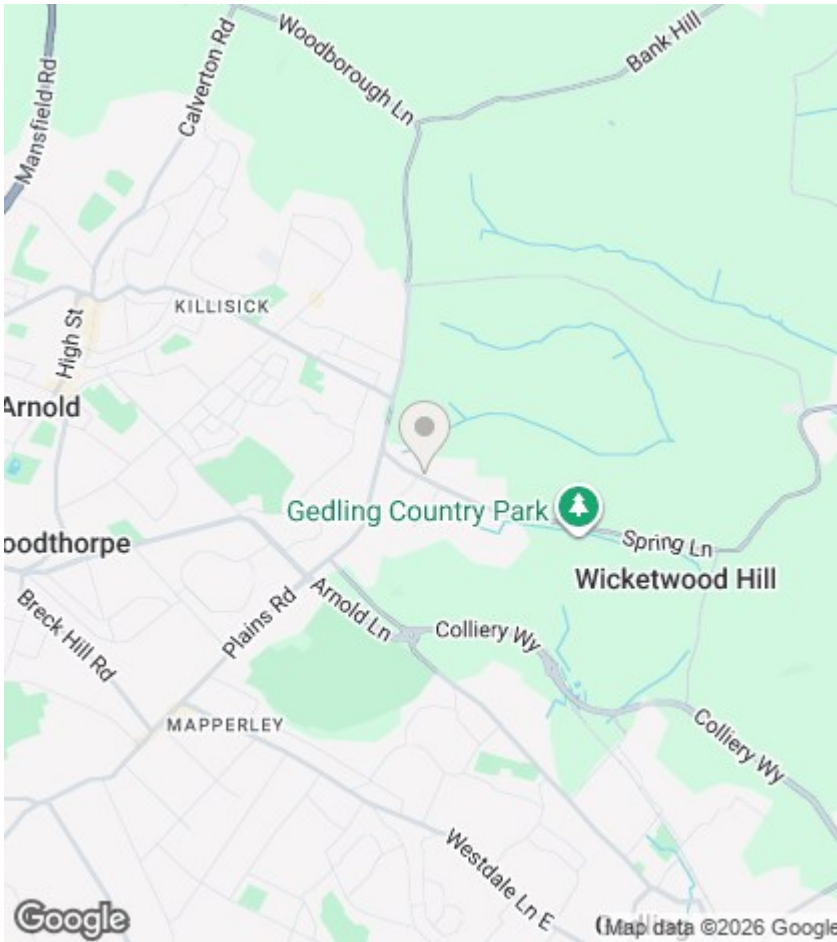 Woodborough Ln
Bank Hill
Calverton Rd
Mansfield Rd
KILLISICK
High St
Arnold
Gedling Country Park
Spring Ln
oodthorpe
Wicketwood Hill
Arnold Ln
Plains Rd
Colliery Wy
Breck Hill Rd
MAPPERLEY
Colliery Wy
Westdale Ln E
Google
Map data ©2026 Google